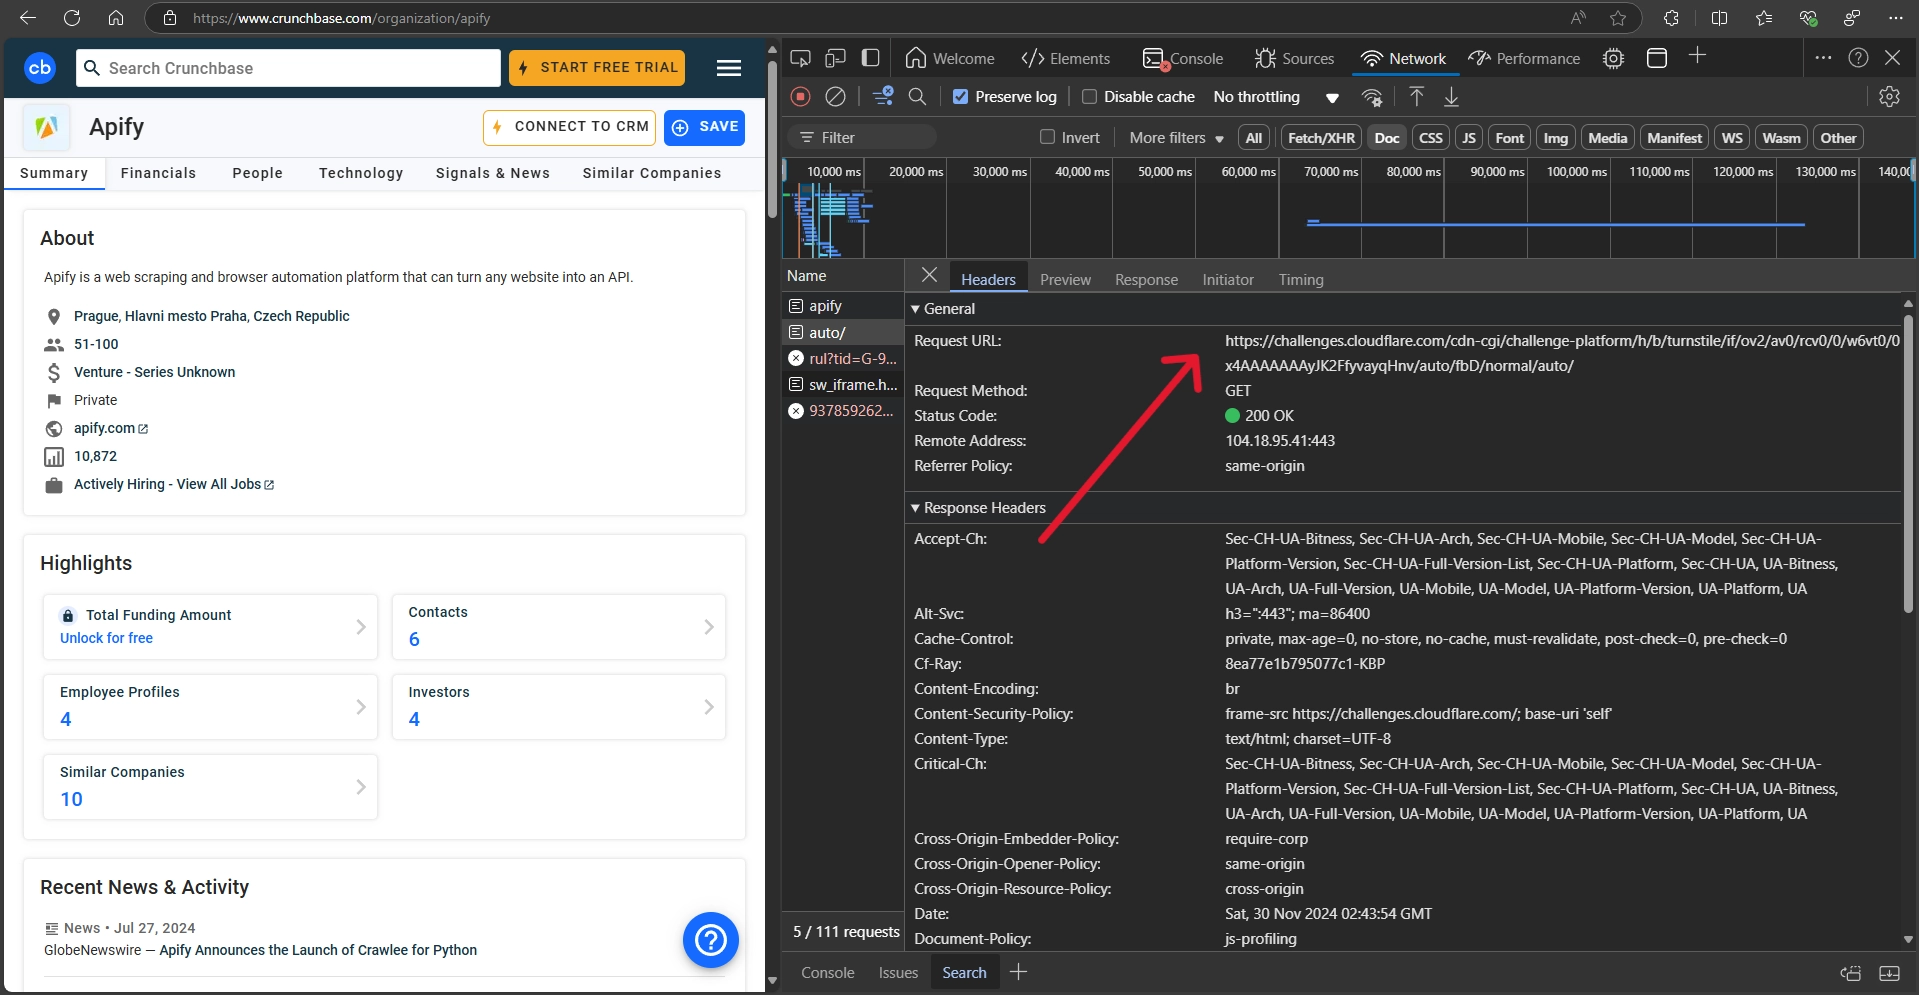 https://www.crunchbase.com/organization/apify
cb
Search Crunchbase
START FREE TRIAL
Apify
CONNECT TO CRM
SAVE
Summary
Financials
People
Technology
Signals & News
Similar Companies
About
Apify is a web scraping and browser automation platform that can turn any website into an API.
Prague, Hlavni mesto Praha, Czech Republic
51-100
Venture - Series Unknown
Private
apify.com
10,872
Actively Hiring - View All Jobs
Highlights
Total Funding Amount
Unlock for free
Contacts
6
Employee Profiles
4
Investors
4
Similar Companies
10
Recent News & Activity
News • Jul 27, 2024
GlobeNewswire — Apify Announces the Launch of Crawlee for Python
Welcome
Elements
Console
Sources
Network
Performance
Preserve log
Disable cache
No throttling
Filter
Invert
More filters
All
Fetch/XHR
Doc
CSS
JS
Font
Img
Media
Manifest
WS
Wasm
Other
10,000 ms
20,000 ms
30,000 ms
40,000 ms
50,000 ms
60,000 ms
70,000 ms
80,000 ms
90,000 ms
100,000 ms
110,000 ms
120,000 ms
130,000 ms
140,00
Name
apify
auto/
rul?tid=G-9...
sw_iframe.h...
937859262...
5 / 111 requests
Headers
Preview
Response
Initiator
Timing
General
Request URL:
https://challenges.cloudflare.com/cdn-cgi/challenge-platform/h/b/turnstile/if/ov2/av0/rcv0/0/w6vt0/0
x4AAAAAAAyJK2FfyvayqHnv/auto/fbD/normal/auto/
Request Method:
GET
Status Code:
200 OK
Remote Address:
104.18.95.41:443
Referrer Policy:
same-origin
Response Headers
Accept-Ch:
Sec-CH-UA-Bitness, Sec-CH-UA-Arch, Sec-CH-UA-Mobile, Sec-CH-UA-Model, Sec-CH-UA-
Platform-Version, Sec-CH-UA-Full-Version-List, Sec-CH-UA-Platform, Sec-CH-UA, UA-Bitness,
UA-Arch, UA-Full-Version, UA-Mobile, UA-Model, UA-Platform-Version, UA-Platform, UA
Alt-Svc:
h3=":443"; ma=86400
Cache-Control:
private, max-age=0, no-store, no-cache, must-revalidate, post-check=0, pre-check=0
Cf-Ray:
8ea77e1b795077c1-KBP
Content-Encoding:
br
Content-Security-Policy:
frame-src https://challenges.cloudflare.com/; base-uri 'self'
Content-Type:
text/html; charset=UTF-8
Critical-Ch:
Sec-CH-UA-Bitness, Sec-CH-UA-Arch, Sec-CH-UA-Mobile, Sec-CH-UA-Model, Sec-CH-UA-
Platform-Version, Sec-CH-UA-Full-Version-List, Sec-CH-UA-Platform, Sec-CH-UA, UA-Bitness,
UA-Arch, UA-Full-Version, UA-Mobile, UA-Model, UA-Platform-Version, UA-Platform, UA
Cross-Origin-Embedder-Policy:
require-corp
Cross-Origin-Opener-Policy:
same-origin
Cross-Origin-Resource-Policy:
cross-origin
Date:
Sat, 30 Nov 2024 02:43:54 GMT
Document-Policy:
js-profiling
Console
Issues
Search